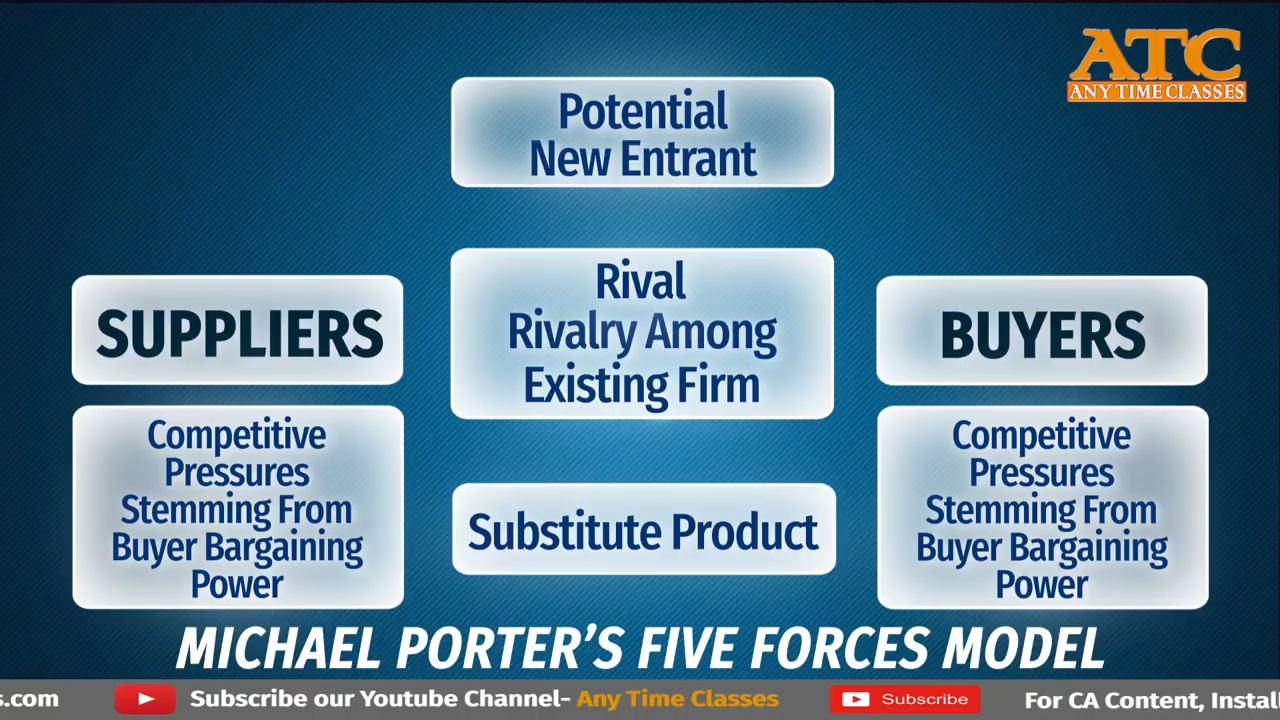 ATC
ANY TIME CLASSES
Potential
New Entrant
Rival
Rivalry Among
Existing Firm
SUPPLIERS
BUYERS
Competitive
Pressures
Stemming From
Buyer Bargaining
Power
Substitute Product
Competitive
Pressures
Stemming From
Buyer Bargaining
Power
MICHAEL PORTER'S FIVE FORCES MODEL
s.com
Subscribe our Youtube Channel- Any Time Classes
Subscribe
For CA Content, Instal